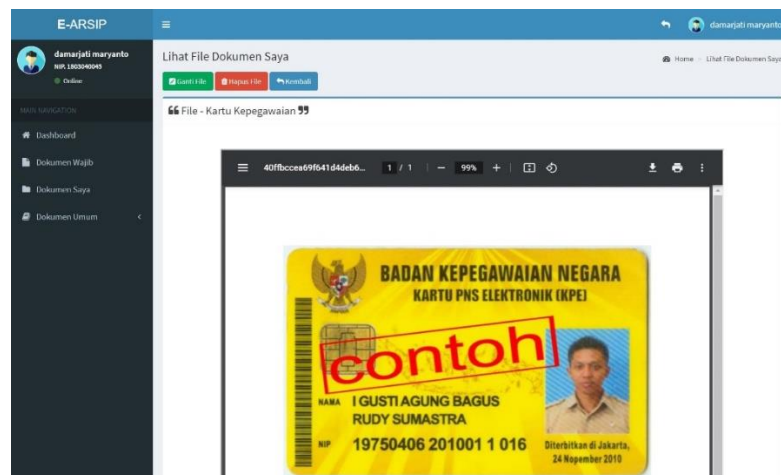 E-ARSIP
damarjati maryanto
damarjati maryanto
NIP. 1803040045
Online
Lihat File Dokumen Saya
Home > Lihat File Dokumen Saya
Ganti File Hapus File Kembali
MAIN NAVIGATION
Dashboard
Dokumen Wajib
Dokumen Saya
Dokumen Umum
File - Kartu Kepegawaian
40ffbccea69f641d4deb6... 1 / 1 99%
BADAN KEPEGAWAIAN NEGARA
KARTU PNS ELEKTRONIK (KPE)
contoh
NAMA I GUSTI AGUNG BAGUS
RUDY SUMASTRA
NIP 19750406 201001 1 016
Diterbitkan di Jakarta,
24 Nopember 2010